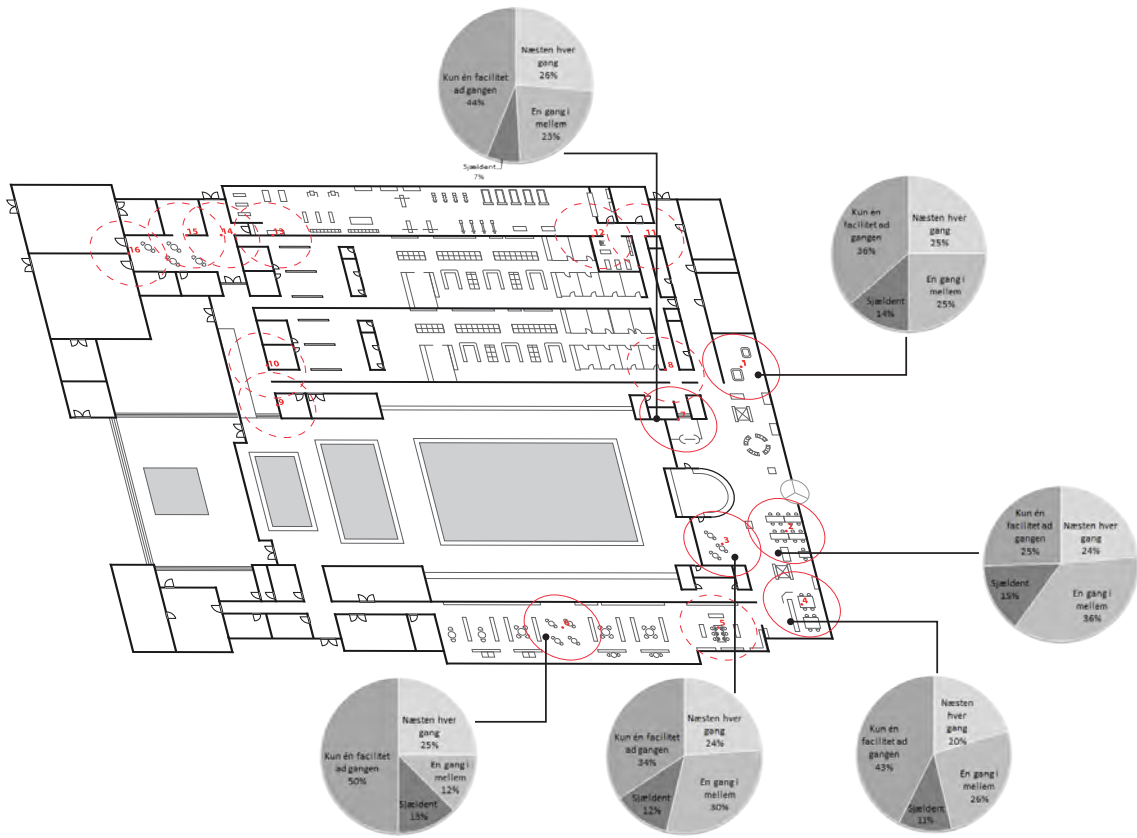 Næsten hver
gang
26%
Kun én facilitet
ad gangen
44%
En gang i
mellem
23%
Sjældent
7%
Kun én
facilitet ad
gangen
36%
Næsten hver
gang
25%
Sjældent
14%
En gang i
mellem
25%
16
15
14
13
12
11
10
9
8
7
1
2
3
4
5
6
Kun én
facilitet ad
gangen
25%
Næsten hver
gang
24%
Sjældent
15%
En gang i
mellem
36%
Kun én facilitet
ad gangen
50%
Næsten hver
gang
25%
En gang i
mellem
12%
Sjældent
13%
Kun én facilitet
ad gangen
34%
Næsten hver
gang
24%
Sjældent
12%
En gang i
mellem
30%
Kun én
facilitet ad
gangen
43%
Næsten
hver
gang
20%
Sjældent
11%
En gang i
mellem
26%